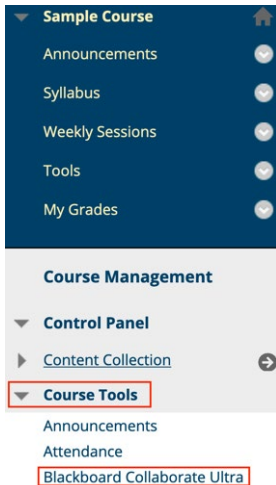 Sample Course
Announcements
Syllabus
Weekly Sessions
Tools
My Grades
Course Management
Control Panel
Content Collection
Course Tools
Announcements
Attendance
Blackboard Collaborate Ultra